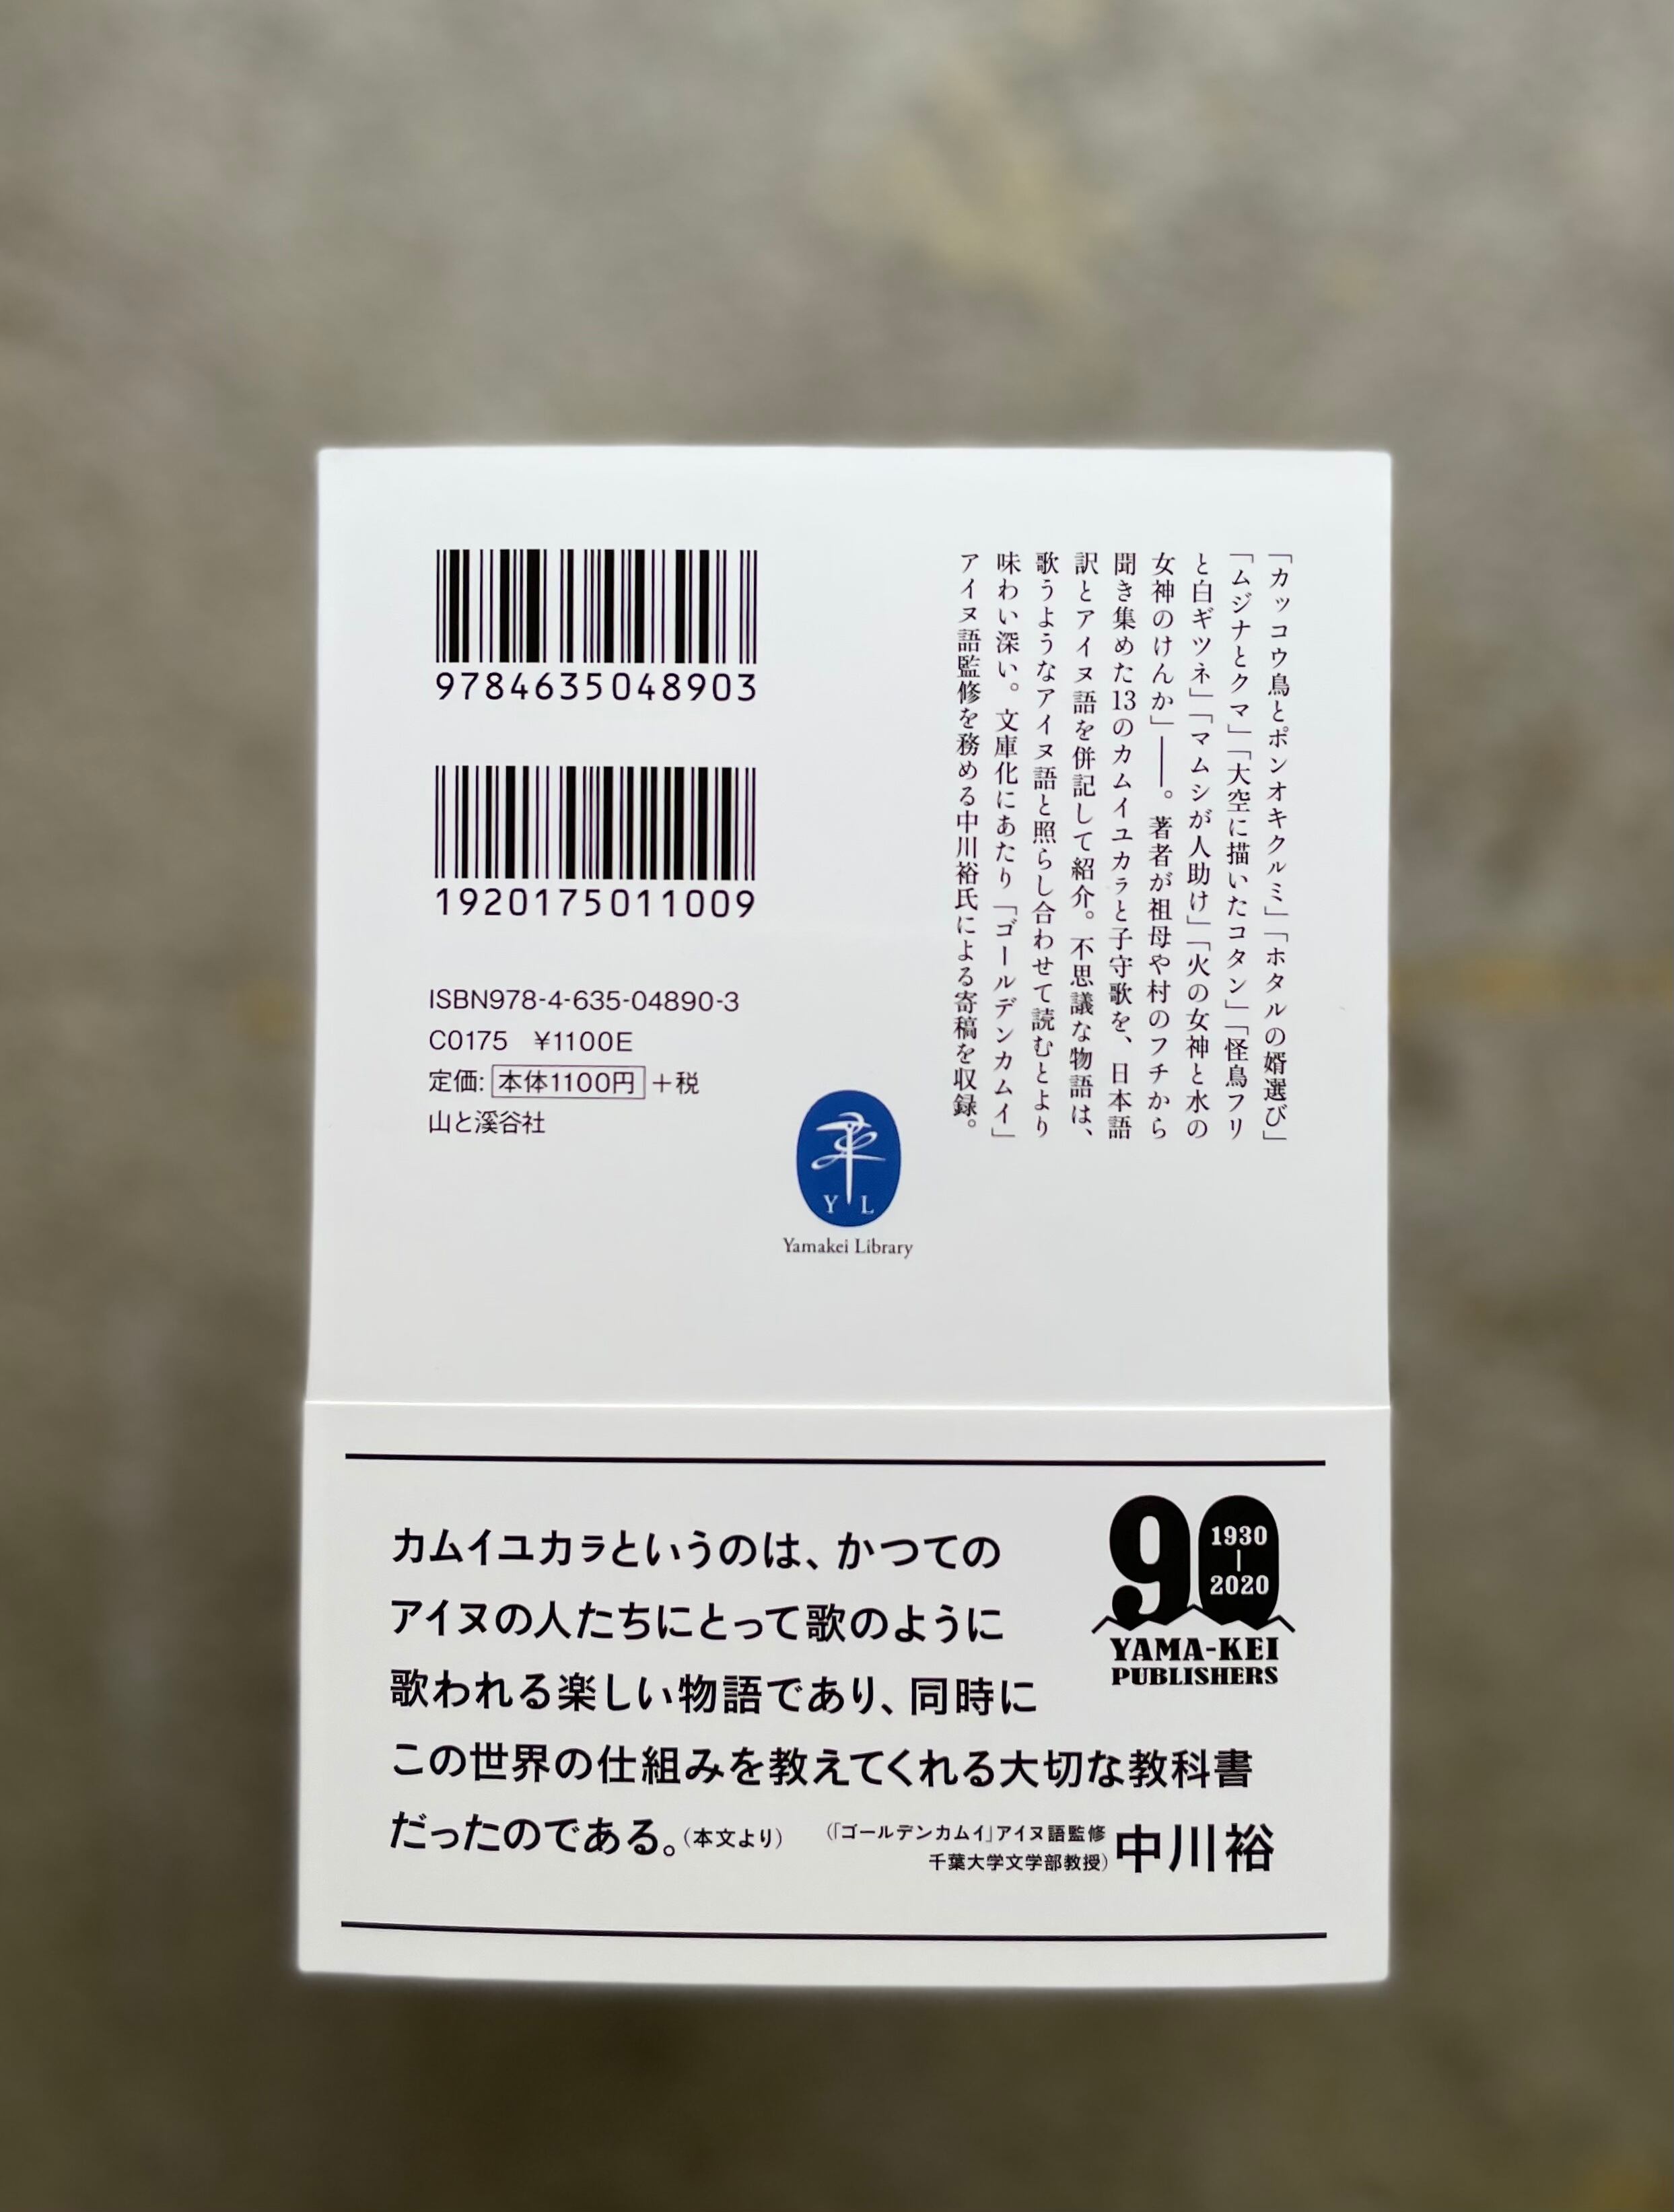 「カッコウ鳥とポンオキクルミ」「ホタルの婿選び」
「ムジナとクマ」「大空に描いたコタン」「怪鳥フリ
と白ギツネ」「マムシが人助け」「火の女神と水の
女神のけんか」――。著者が祖母や村のフチから
聞き集めた13のカムイユカㇻと子守歌を、日本語
訳とアイヌ語を併記して紹介。不思議な物語は、
歌うようなアイヌ語と照らし合わせて読むとより
味わい深い。文庫化にあたり「ゴールデンカムイ」
アイヌ語監修を務める中川裕氏による寄稿を収録。
9784635048903
1920175011009
ISBN978-4-635-04890-3
C0175 ¥1100E
定価: 本体1100円 +税
山と溪谷社
Y L
Yamakei Library
カムイユカㇻというのは、かつての
アイヌの人たちにとって歌のように
歌われる楽しい物語であり、同時に
この世界の仕組みを教えてくれる大切な教科書
だったのである。(本文より)
(「ゴールデンカムイ」アイヌ語監修
千葉大学文学部教授)
中川裕
90
1930
2020
YAMA-KEI
PUBLISHERS